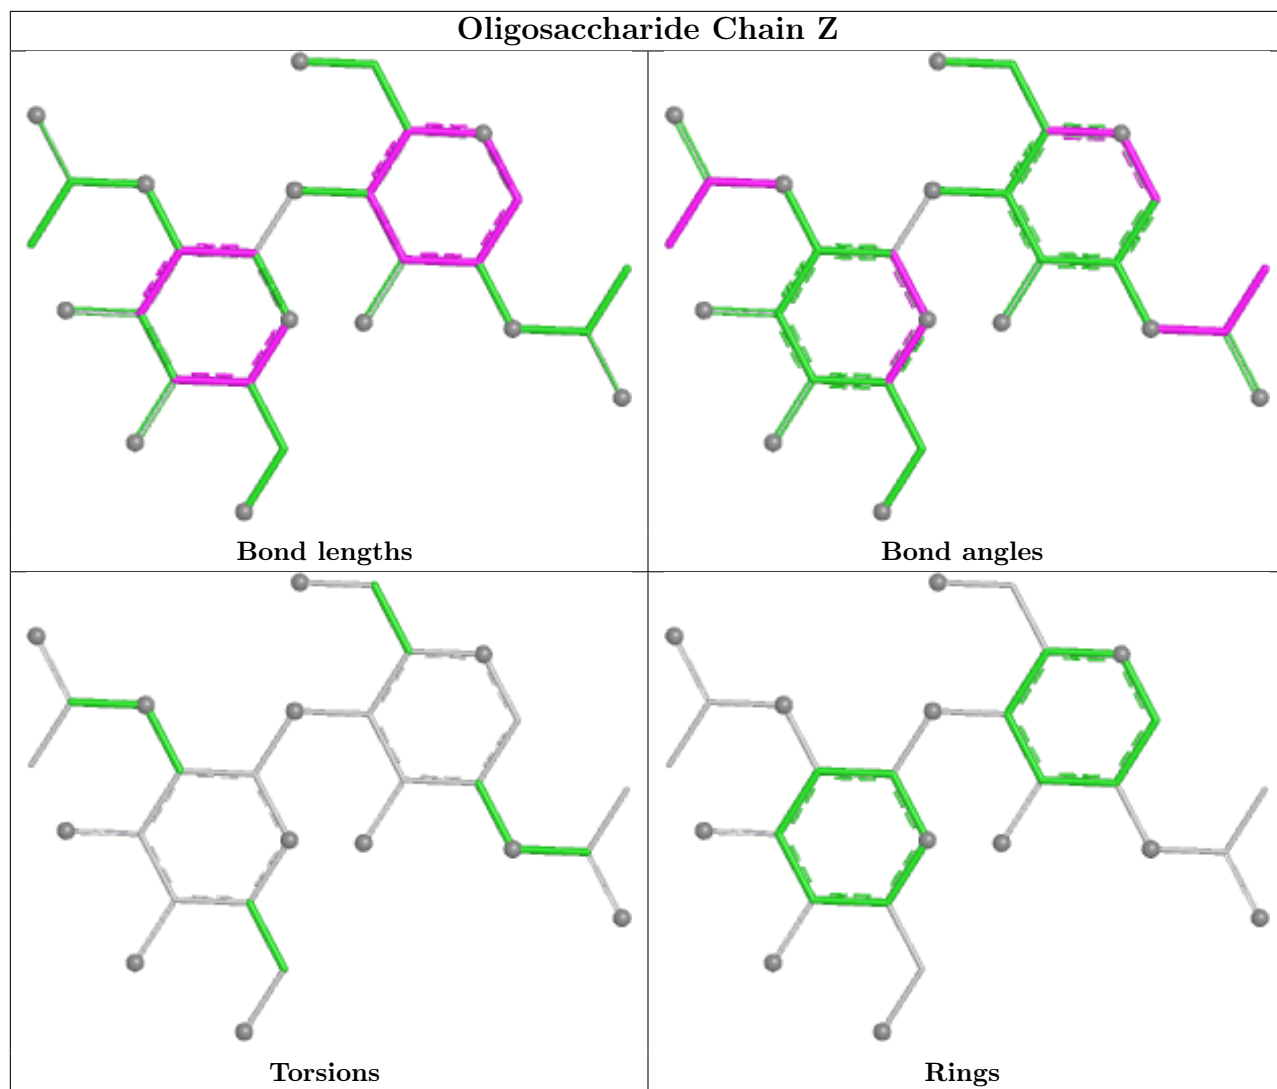 Oligosaccharide Chain Z
Bond lengths
Bond angles
Torsions
Rings